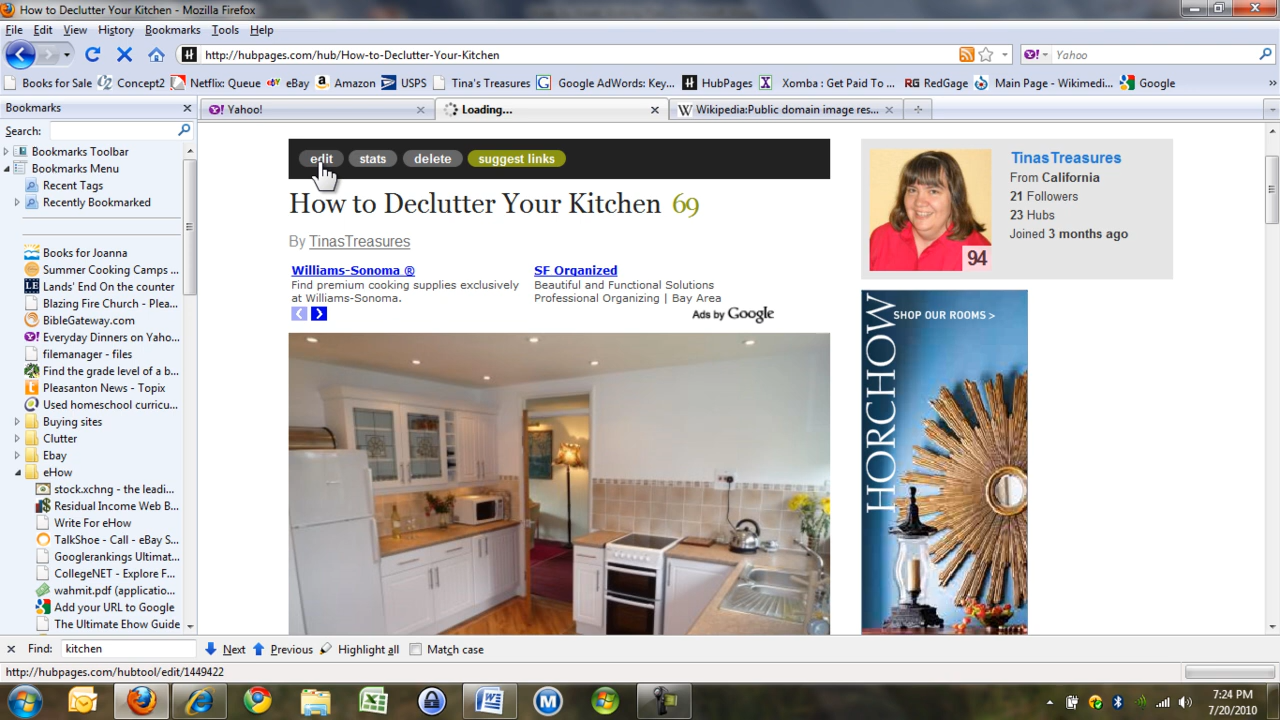 How to Declutter Your Kitchen - Mozilla Firefox
File Edit View History Bookmarks Tools Help
http://hubpages.com/hub/How-to-Declutter-Your-Kitchen
Yahoo
Books for Sale Concept2 Netflix: Queue eBay Amazon USPS Tina's Treasures Google AdWords: Key... HubPages Xomba : Get Paid To ... RG RedGage Main Page - Wikimedi... Google
Bookmarks
Yahoo!
Loading...
Wikipedia:Public domain image res...
Search:
Bookmarks Toolbar
Bookmarks Menu
Recent Tags
Recently Bookmarked
Books for Joanna
Summer Cooking Camps ...
Lands' End On the counter
Blazing Fire Church - Plea...
BibleGateway.com
Everyday Dinners on Yaho...
filemanager - files
Find the grade level of a b...
Pleasanton News - Topix
Used homeschool curricu...
Buying sites
Clutter
Ebay
eHow
stock.xchng - the leadi...
Residual Income Web B...
Write For eHow
TalkShoe - Call - eBay S...
Googlerankings Ultimat...
CollegeNET - Explore F...
wahmit.pdf (applicatio...
Add your URL to Google
The Ultimate Ehow Guide
edit stats delete suggest links
How to Declutter Your Kitchen 69
By TinasTreasures
Williams-Sonoma ®
Find premium cooking supplies exclusively
at Williams-Sonoma.
SF Organized
Beautiful and Functional Solutions
Professional Organizing | Bay Area
Ads by Google
TinasTreasures
From California
21 Followers
23 Hubs
Joined 3 months ago
94
SHOP OUR ROOMS >
HORCHOW
Find: kitchen Next Previous Highlight all Match case
http://hubpages.com/hubtool/edit/1449422
7:24 PM
7/20/2010